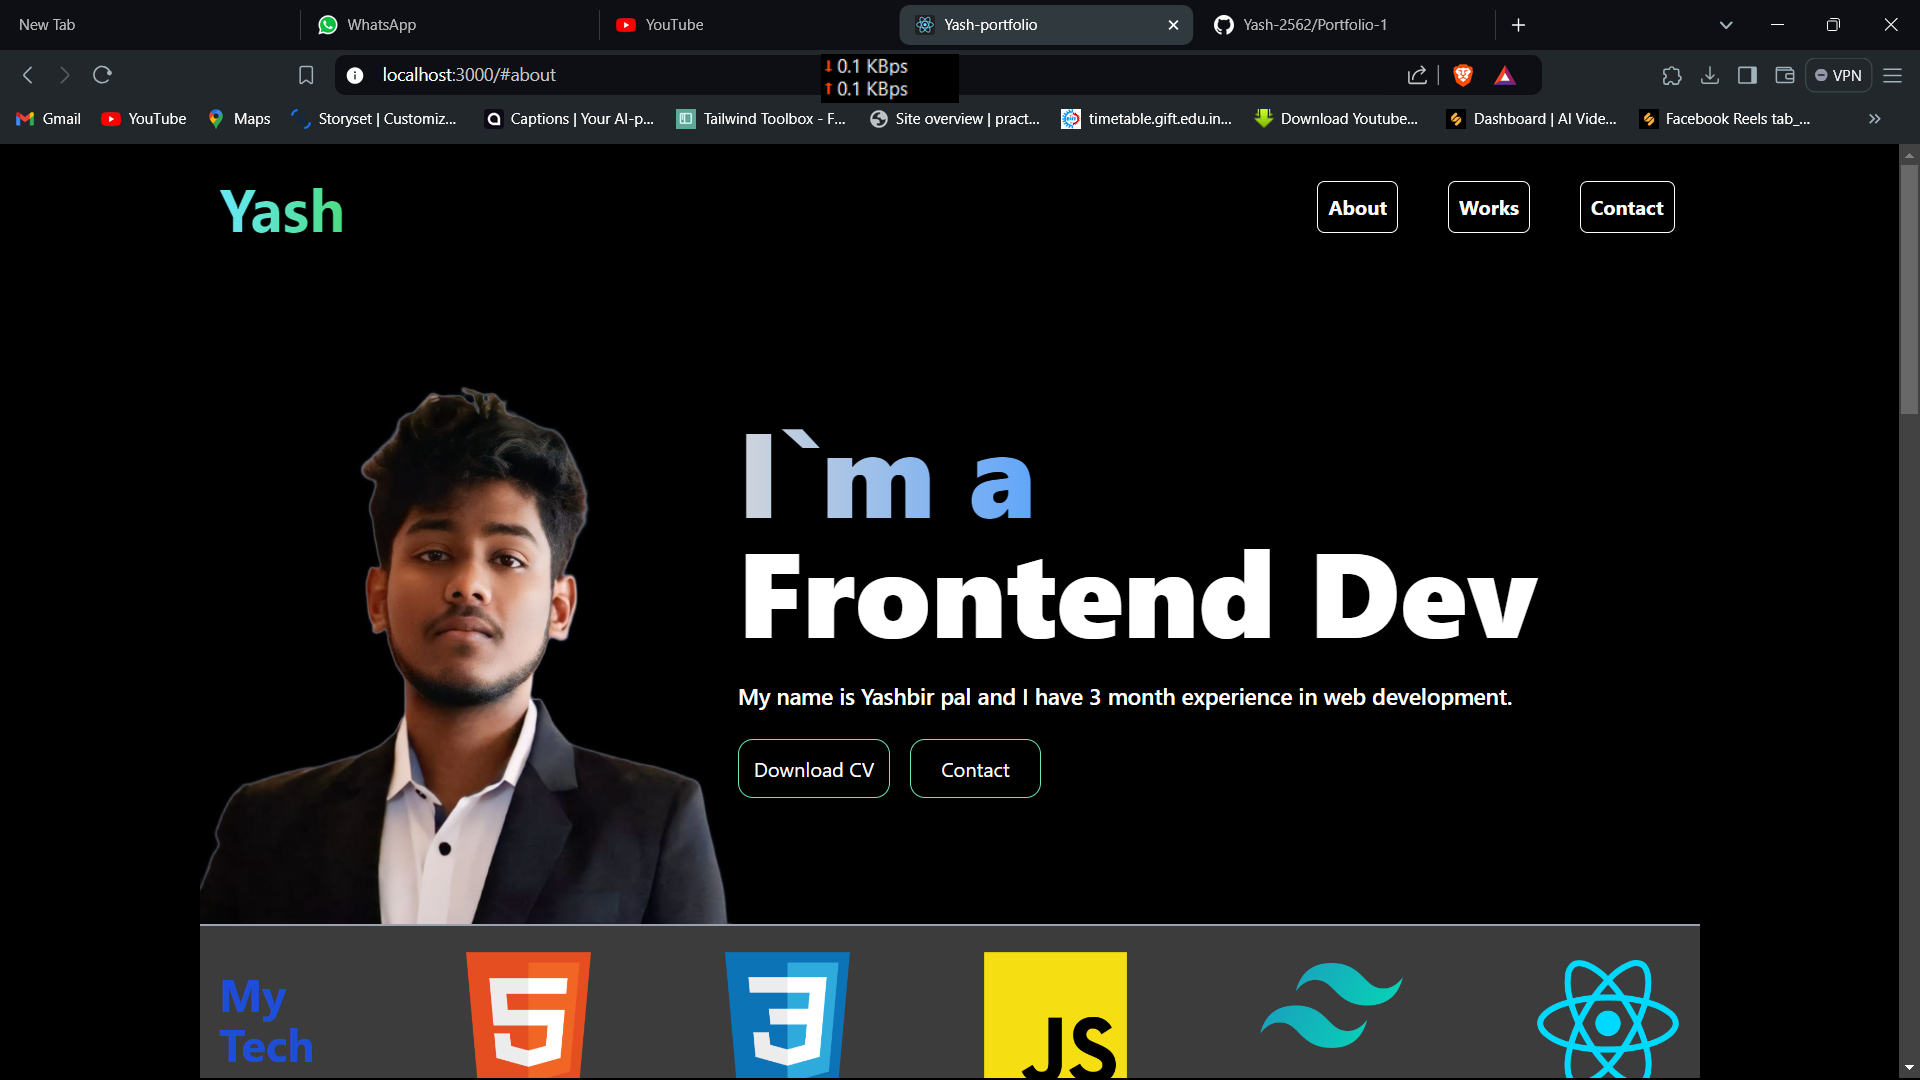 New Tab
WhatsApp
YouTube
Yash-portfolio
Yash-2562/Portfolio-1
localhost:3000/#about
↓ 0.1 KBps
↑ 0.1 KBps
VPN
Gmail
YouTube
Maps
Storyset | Customiz...
Captions | Your AI-p...
Tailwind Toolbox - F...
Site overview | pract...
timetable.gift.edu.in...
Download Youtube...
Dashboard | AI Vide...
Facebook Reels tab_...
Yash
About
Works
Contact
I`m a
Frontend Dev
My name is Yashbir pal and I have 3 month experience in web development.
Download CV
Contact
My
Tech
5
3
JS